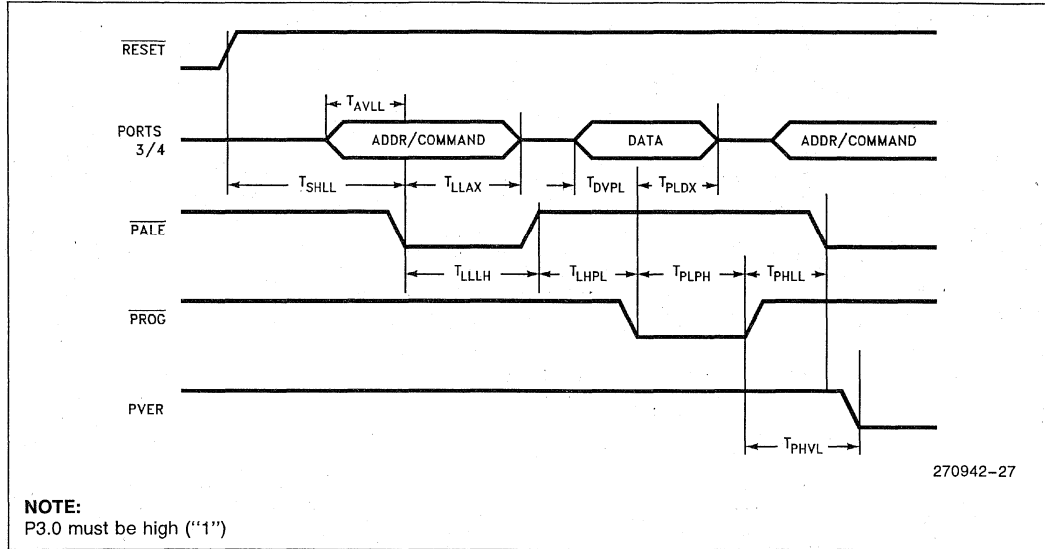 RESET
T_AVLL
PORTS 3/4
ADDR/COMMAND
DATA
ADDR/COMMAND
T_SHLL
T_LLAX
T_DVPL
T_PLDX
PALE
T_LLLH
T_LHPL
T_PLPH
T_PHLL
PROG
PVER
T_PHVL
270942-27
NOTE:
P3.0 must be high ("1")